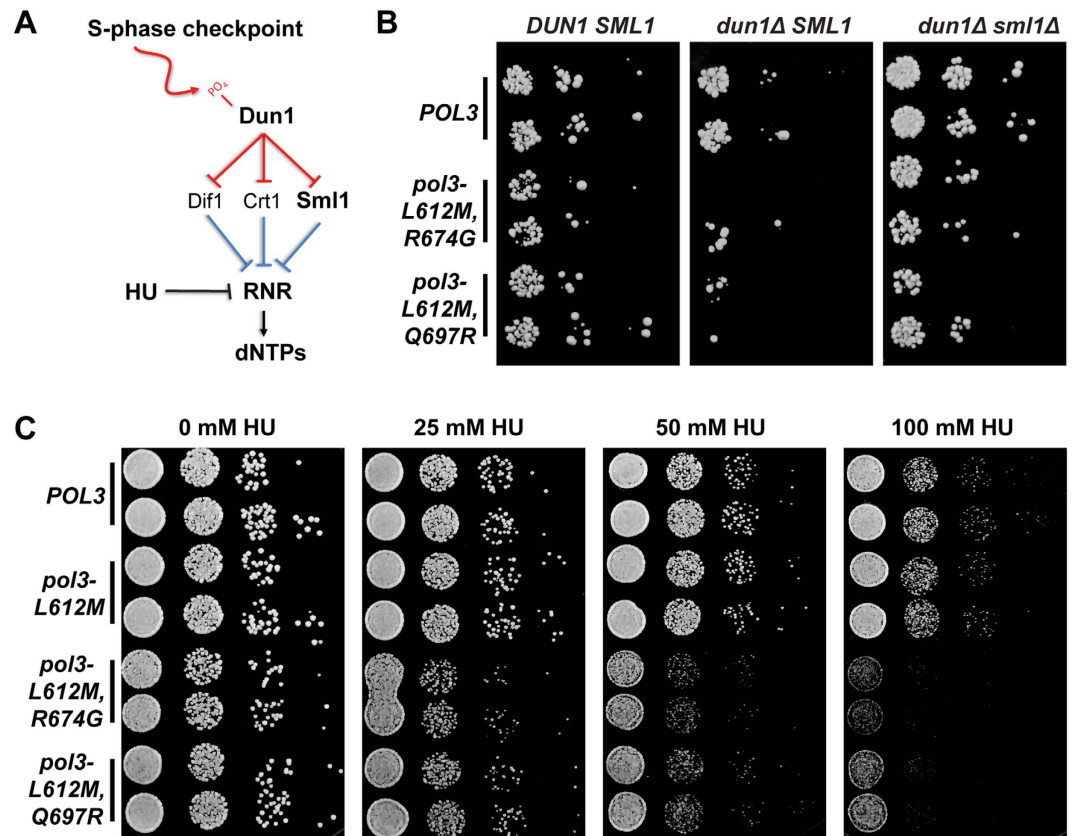 A
S-phase checkpoint
PO4
Dun1
Dif1 Crt1 Sml1
HU RNR
dNTPs
B
DUN1 SML1 dun1Δ SML1 dun1Δ sml1Δ
POL3
pol3-
L612M,
R674G
pol3-
L612M,
Q697R
C
0 mM HU 25 mM HU 50 mM HU 100 mM HU
POL3
pol3-
L612M
pol3-
L612M,
R674G
pol3-
L612M,
Q697R